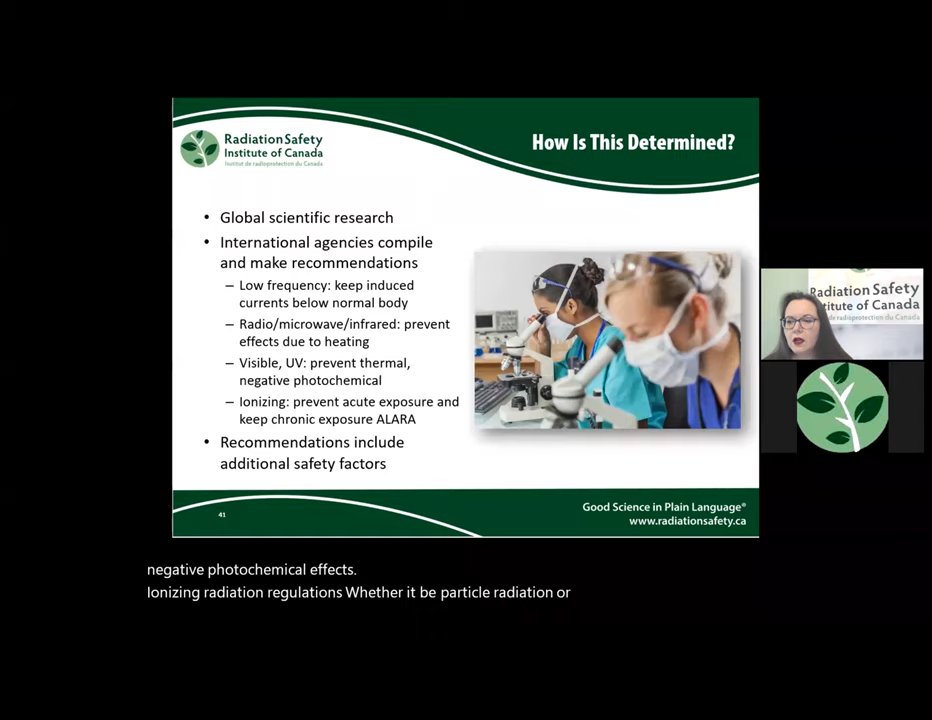 RadiationSafety
Institute of Canada
Institut de radioprotection du Canada
How Is This Determined?
• Global scientific research
• International agencies compile
and make recommendations
– Low frequency: keep induced
currents below normal body
– Radio/microwave/infrared: prevent
effects due to heating
– Visible, UV: prevent thermal,
negative photochemical
– Ionizing: prevent acute exposure and
keep chronic exposure ALARA
• Recommendations include
additional safety factors
41
Good Science in Plain Language®
www.radiationsafety.ca
Radiation Safety
titute of Canada
de radioprotection du Canada
negative photochemical effects.
Ionizing radiation regulations Whether it be particle radiation or